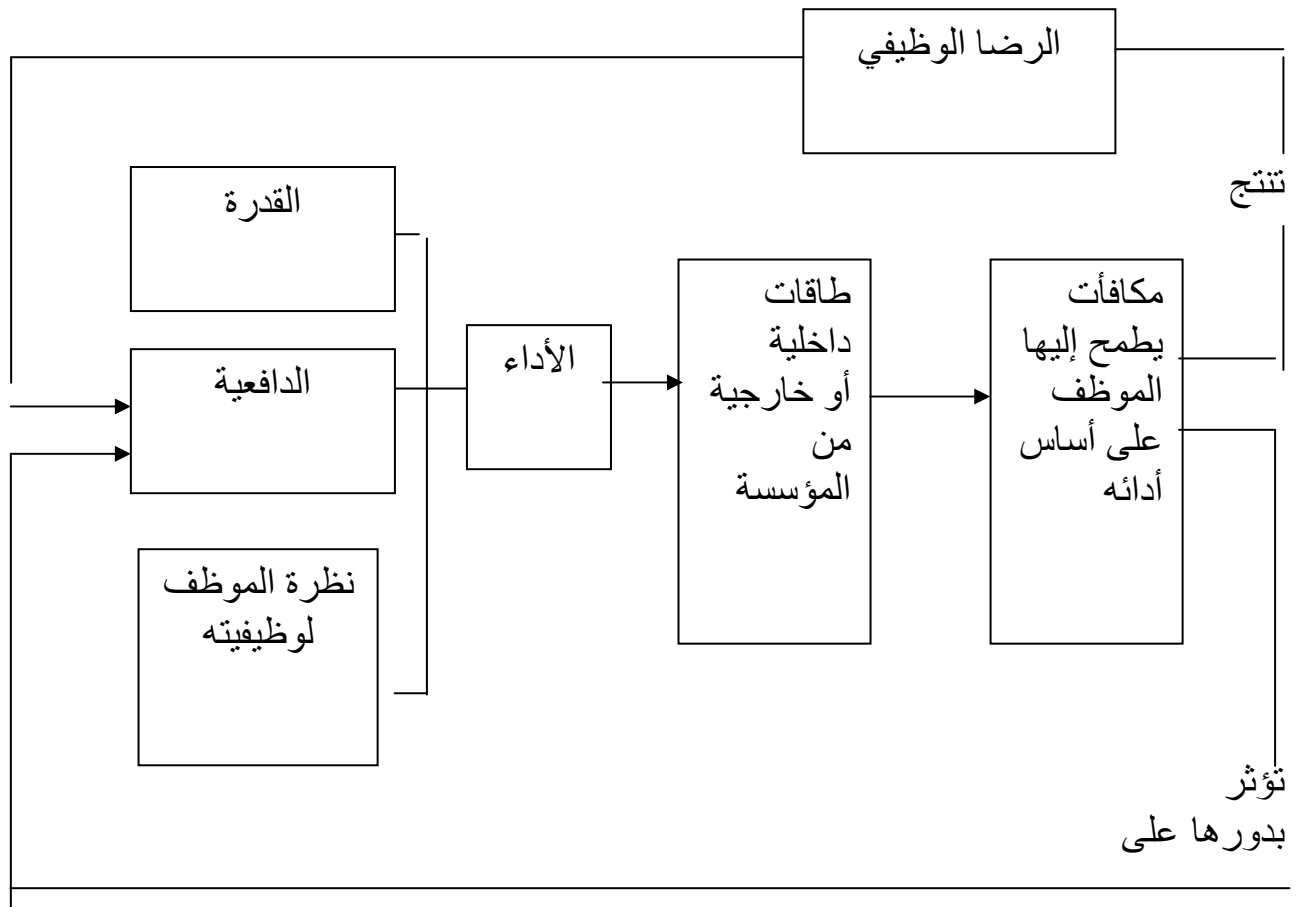 الرضا الوظيفي
تنتج
القدرة
مكافأت
يطمح إليها
الموظف
على أساس
أدائه
طاقات
داخلية
أو خارجية
من
المؤسسة
الأداء
الدافعية
نظرة الموظف
لوظيفيته
تؤثر
بدورها على